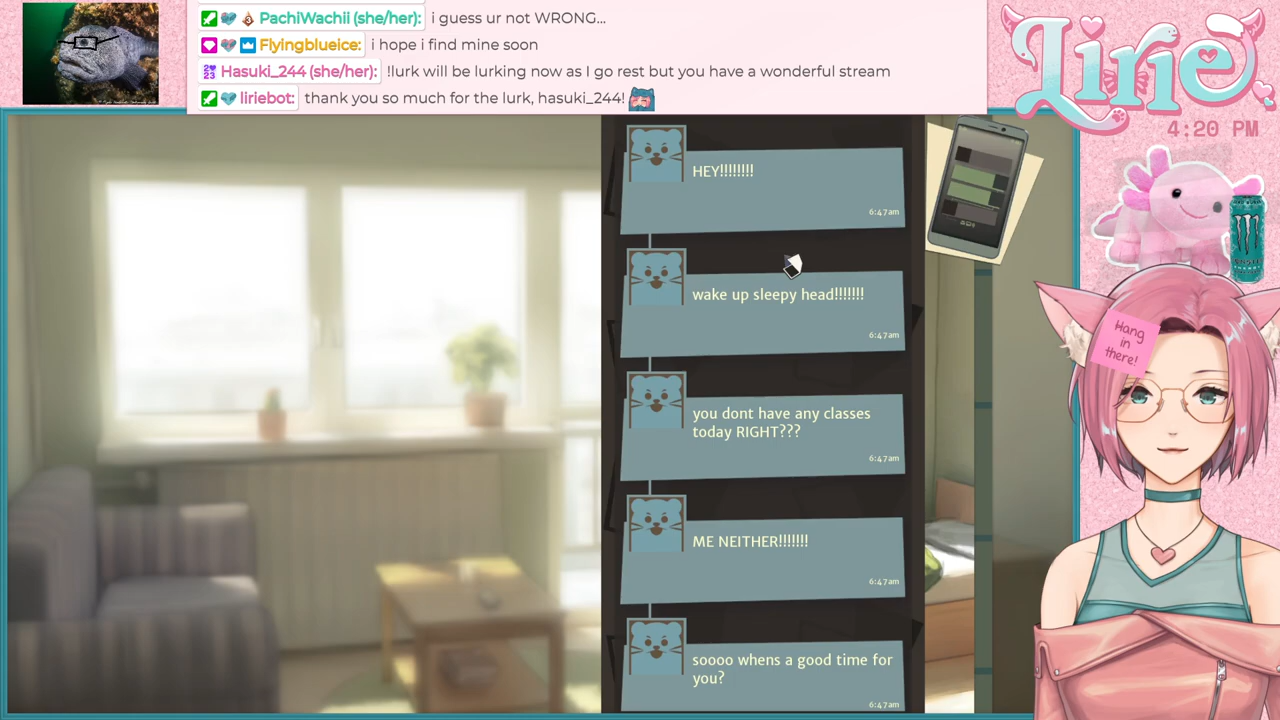 PachiWachii (she/her): i guess ur not WRONG...
Flyingblueice: i hope i find mine soon
Hasuki_244 (she/her): !lurk will be lurking now as I go rest but you have a wonderful stream
liriebot: thank you so much for the lurk, hasuki_244!
Lirie
4:20 PM
HEY!!!!!!!!
6:47am
wake up sleepy head!!!!!!!
6:47am
you dont have any classes
today RIGHT???
6:47am
ME NEITHER!!!!!!!
6:47am
soooo whens a good time for
you?
6:47am
Hang
in
there!